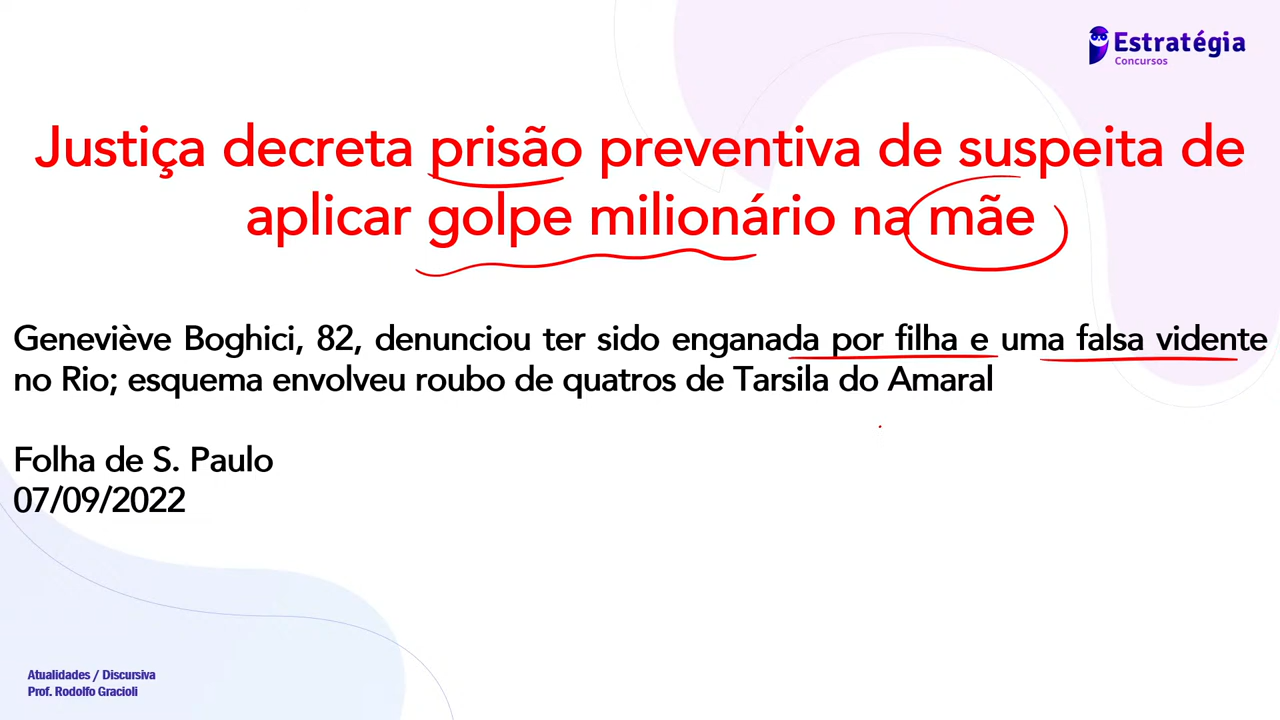 Estratégia
Concursos
Justiça decreta prisão preventiva de suspeita de
aplicar golpe milionário na mãe
Geneviève Boghici, 82, denunciou ter sido enganada por filha e uma falsa vidente
no Rio; esquema envolveu roubo de quatros de Tarsila do Amaral
Folha de S. Paulo
07/09/2022
Atualidades / Discursiva
Prof. Rodolfo Gracioli